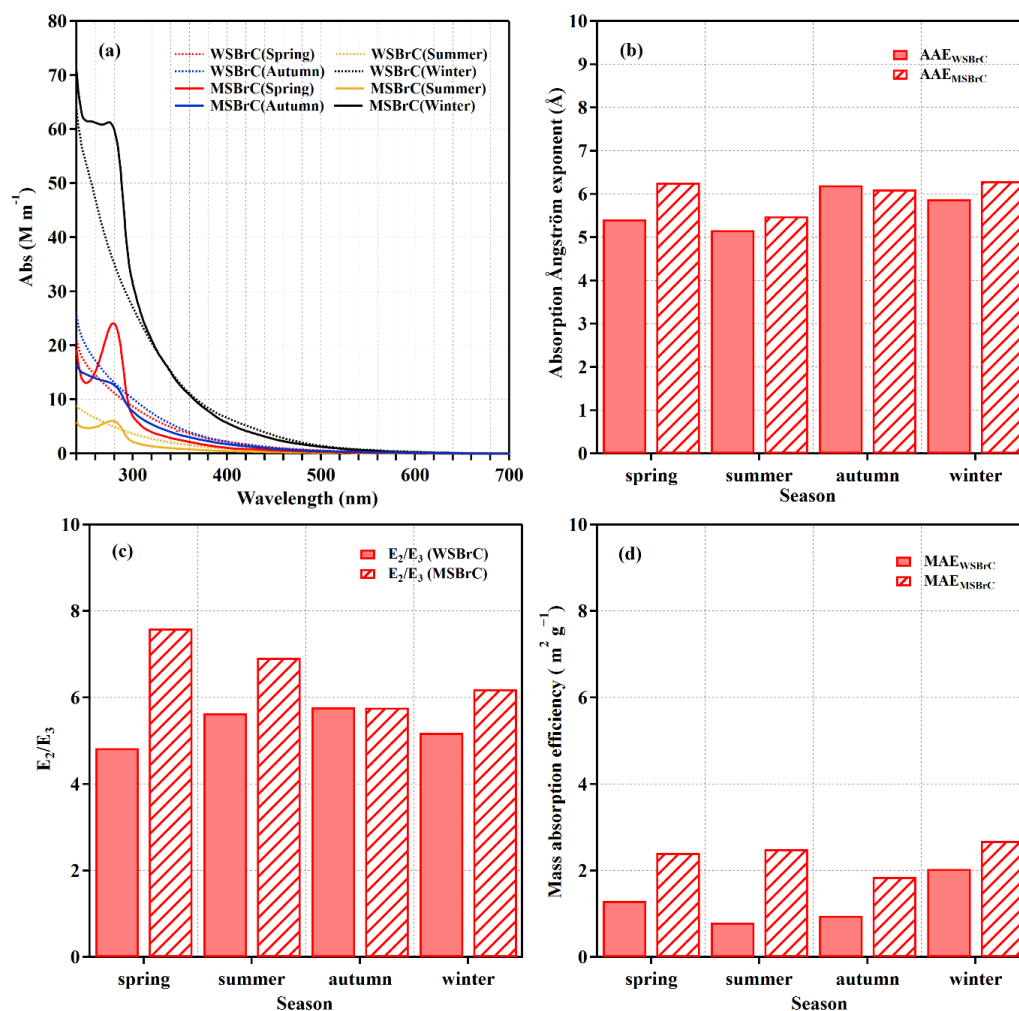 (a)
WSBrC(Spring) WSBrC(Summer)
WSBrC(Autumn) WSBrC(Winter)
MSBrC(Spring) MSBrC(Summer)
MSBrC(Autumn) MSBrC(Winter)
80
70
60
50
40
30
20
10
0
Abs (M m⁻¹)
300 400 500 600 700
Wavelength (nm)
(b)
AAE_WSBrC
AAE_MSBrC
10
9
8
7
6
5
4
3
2
1
0
Absorption Ångström exponent (Å)
spring summer autumn winter
Season
(c)
E₂/E₃ (WSBrC)
E₂/E₃ (MSBrC)
10
8
6
4
2
0
E₂/E₃
spring summer autumn winter
Season
(d)
MAE_WSBrC
MAE_MSBrC
10
8
6
4
2
0
Mass absorption efficiency ( m² g⁻¹)
spring summer autumn winter
Season